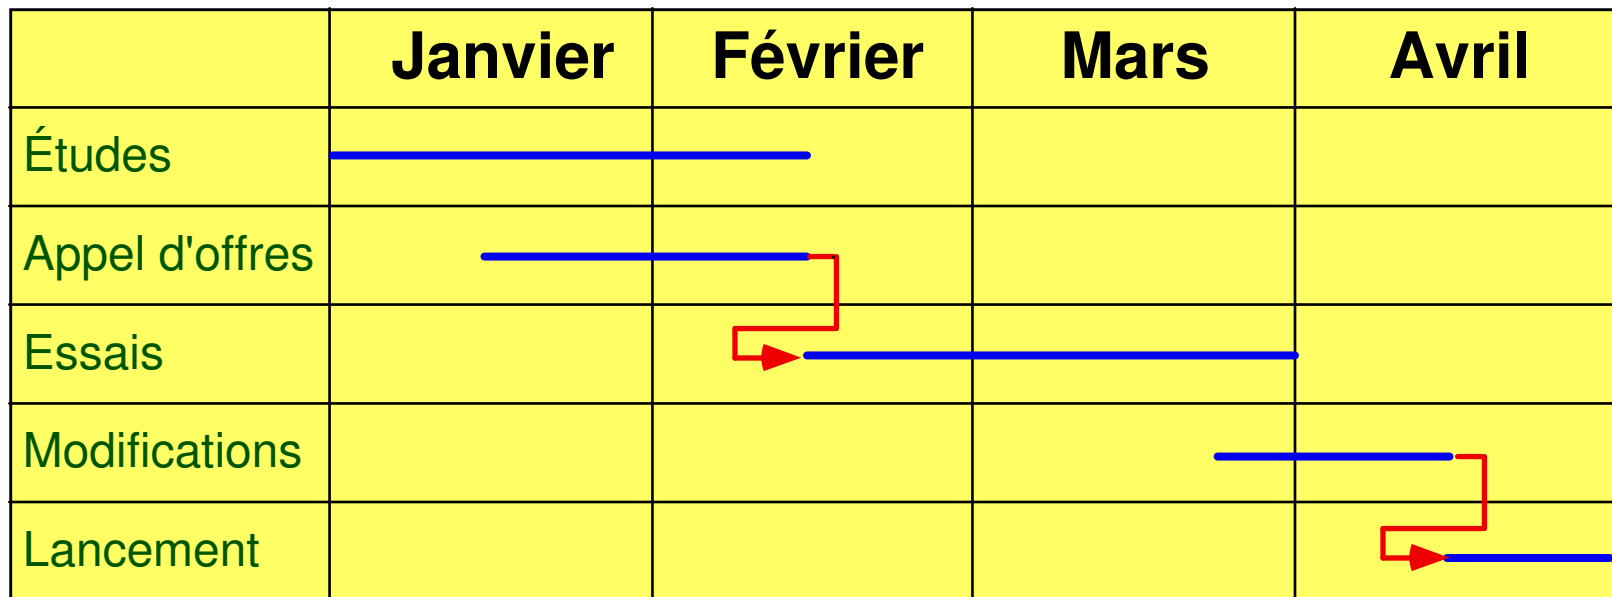 Janvier Février Mars Avril
Études
Appel d'offres
Essais
Modifications
Lancement